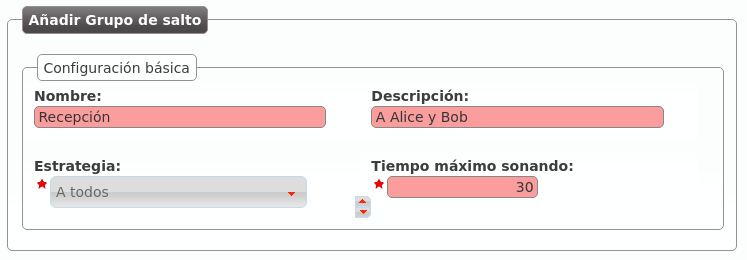 Añadir Grupo de salto
Configuración básica
Nombre: Descripción:
Recepción A Alice y Bob
Estrategia: Tiempo máximo sonando:
A todos 30